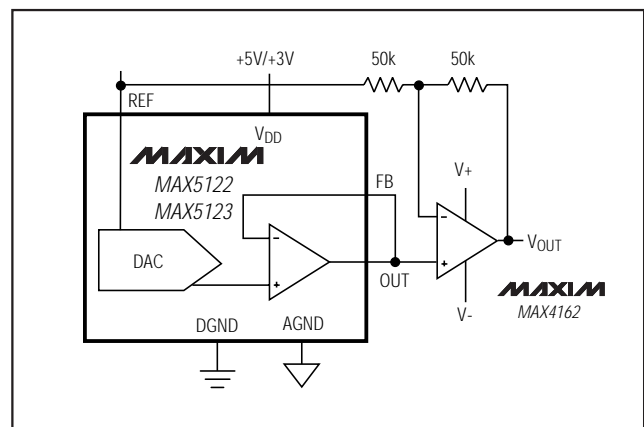 +5V/+3V
50k
50k
REF
VDD
MAXIM
MAX5122
MAX5123
FB
V+
-
-
DAC
+
+
VOUT
OUT
MAXIM
MAX4162
V-
DGND
AGND